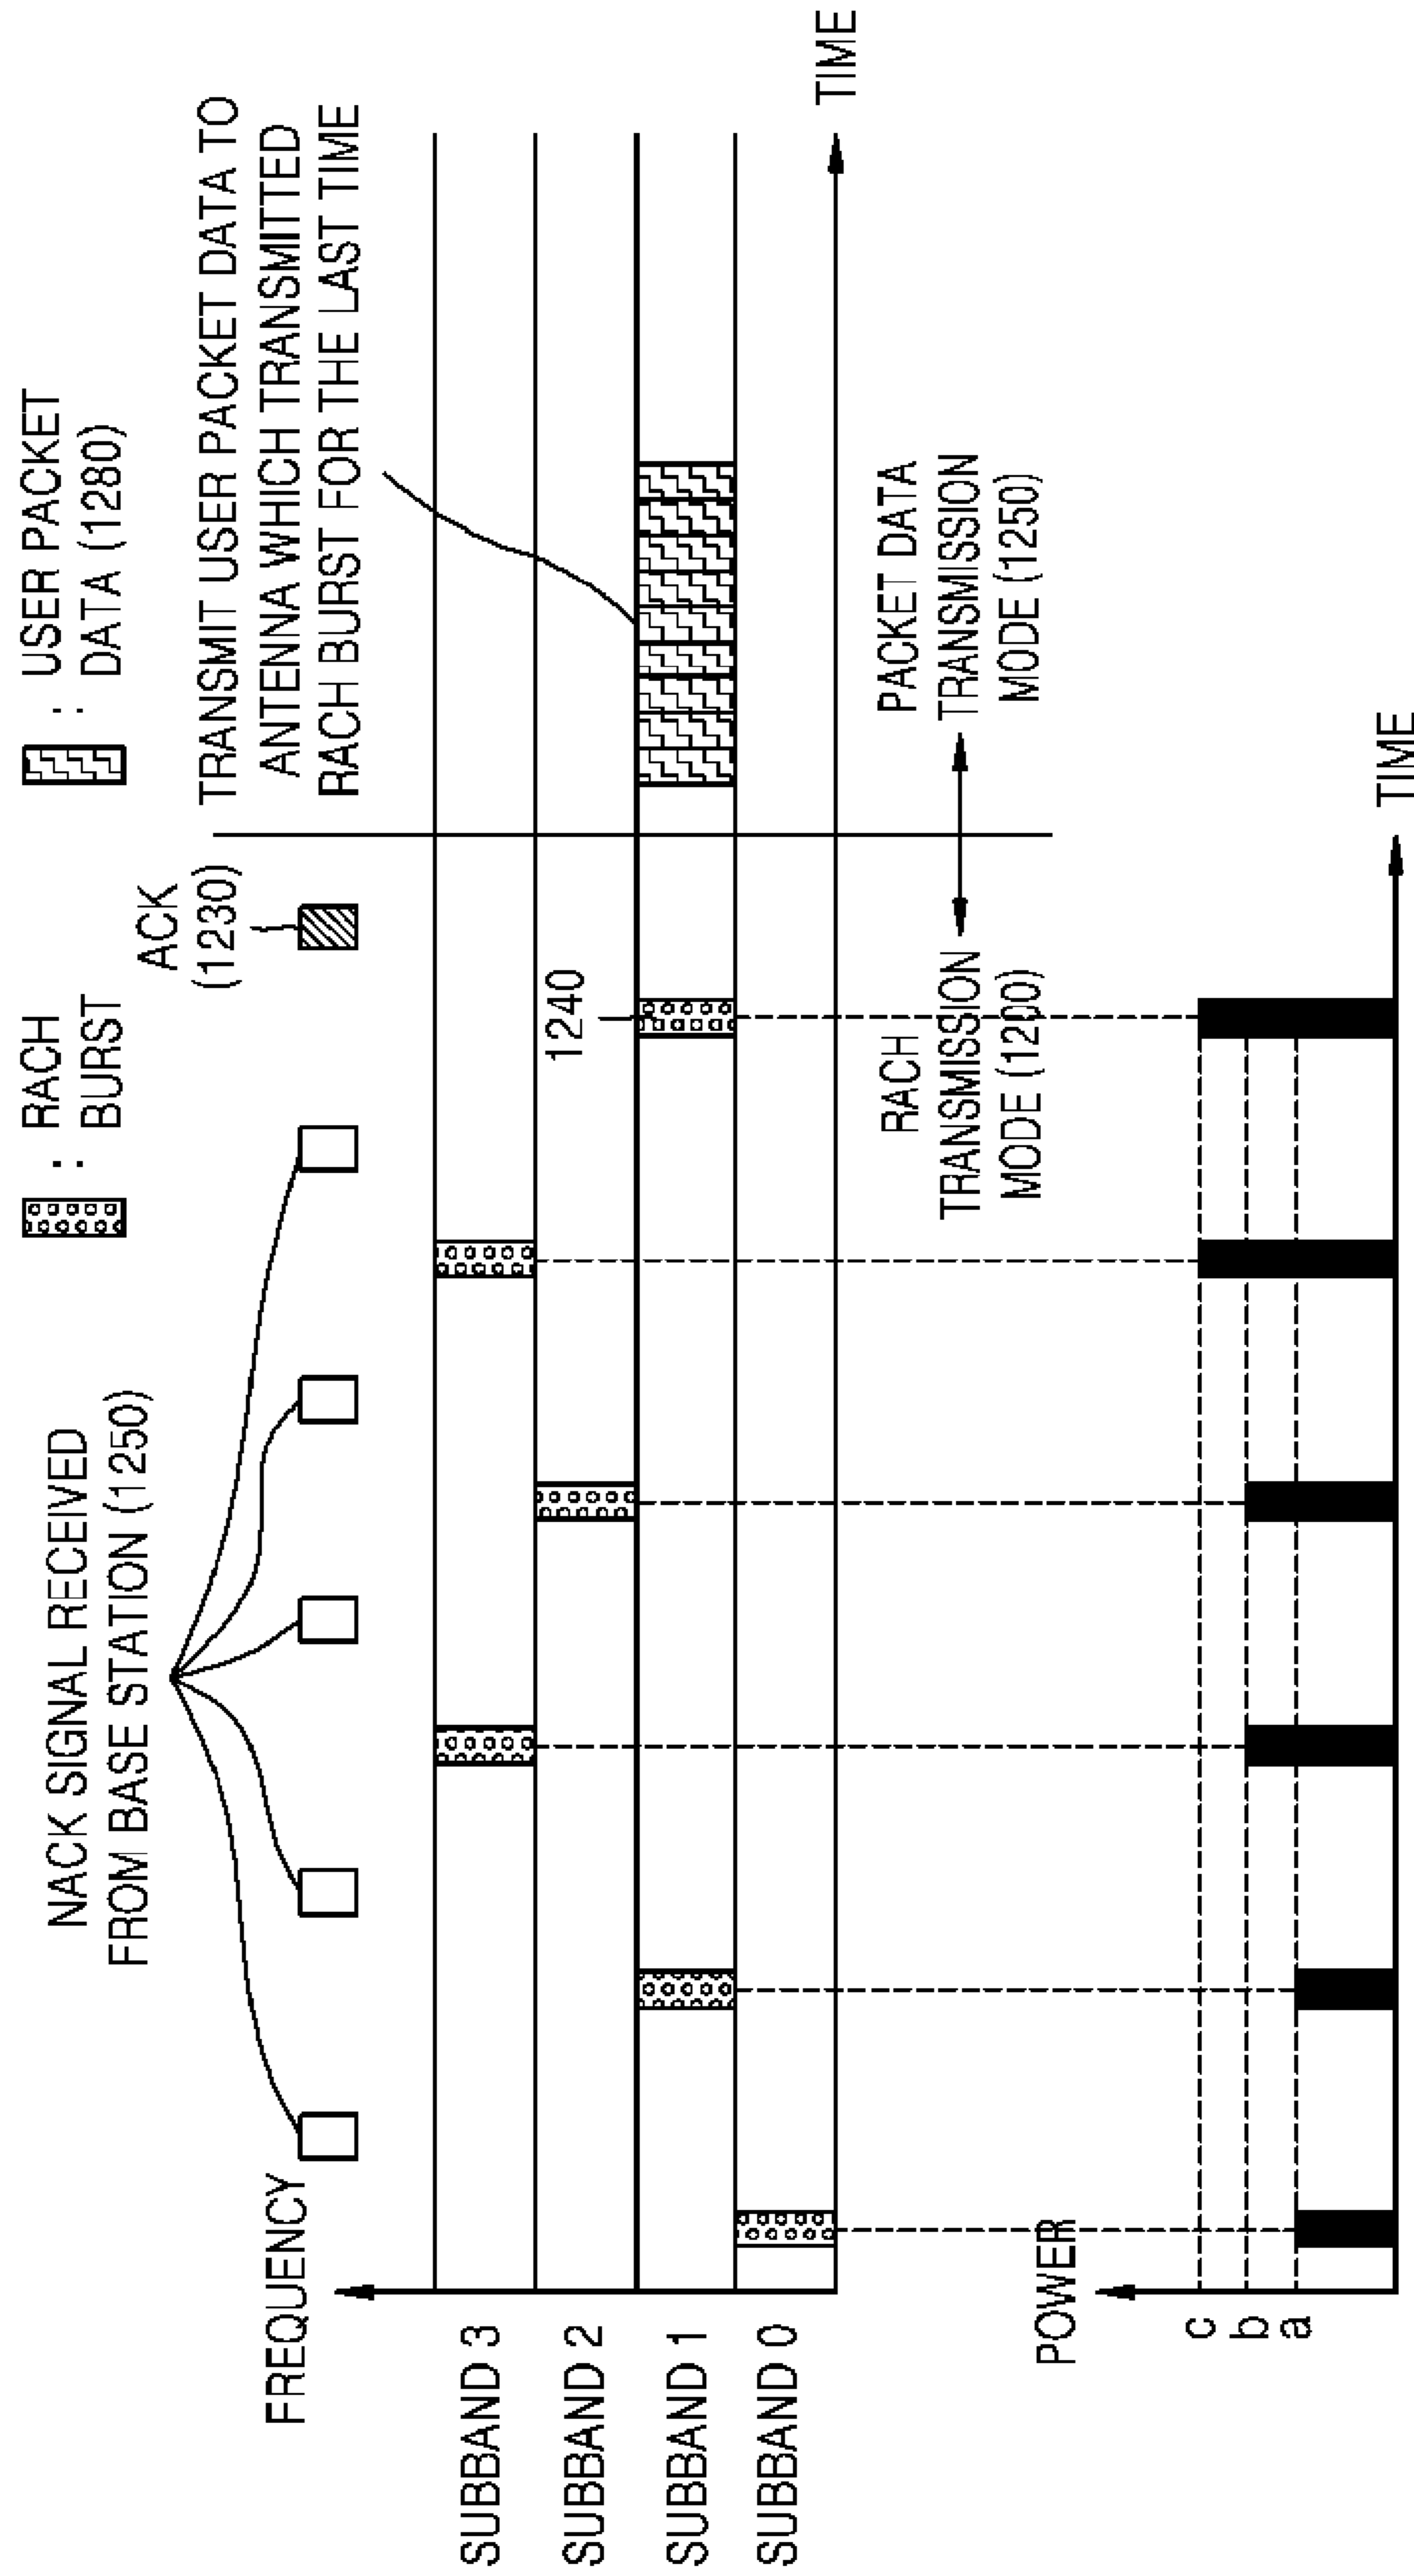 NACK SIGNAL RECEIVED
FROM BASE STATION (1250)
: RACH
BURST
: USER PACKET
DATA (1280)
ACK
(1230)
TRANSMIT USER PACKET DATA TO
ANTENNA WHICH TRANSMITTED
RACH BURST FOR THE LAST TIME
FREQUENCY
SUBBAND 3
SUBBAND 2
SUBBAND 1
SUBBAND 0
1240
TIME
RACH
TRANSMISSION
MODE (1200)
PACKET DATA
TRANSMISSION
MODE (1250)
POWER
c
b
a
TIME